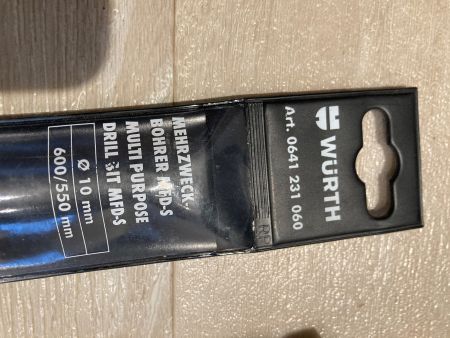 WÜRTH
Art. 0641 231 060
MEHRZWECK-
BOHRER MFD-S
MULTI PURPOSE
DRILL BIT MFD-S
Ø 10 mm
600/550 mm